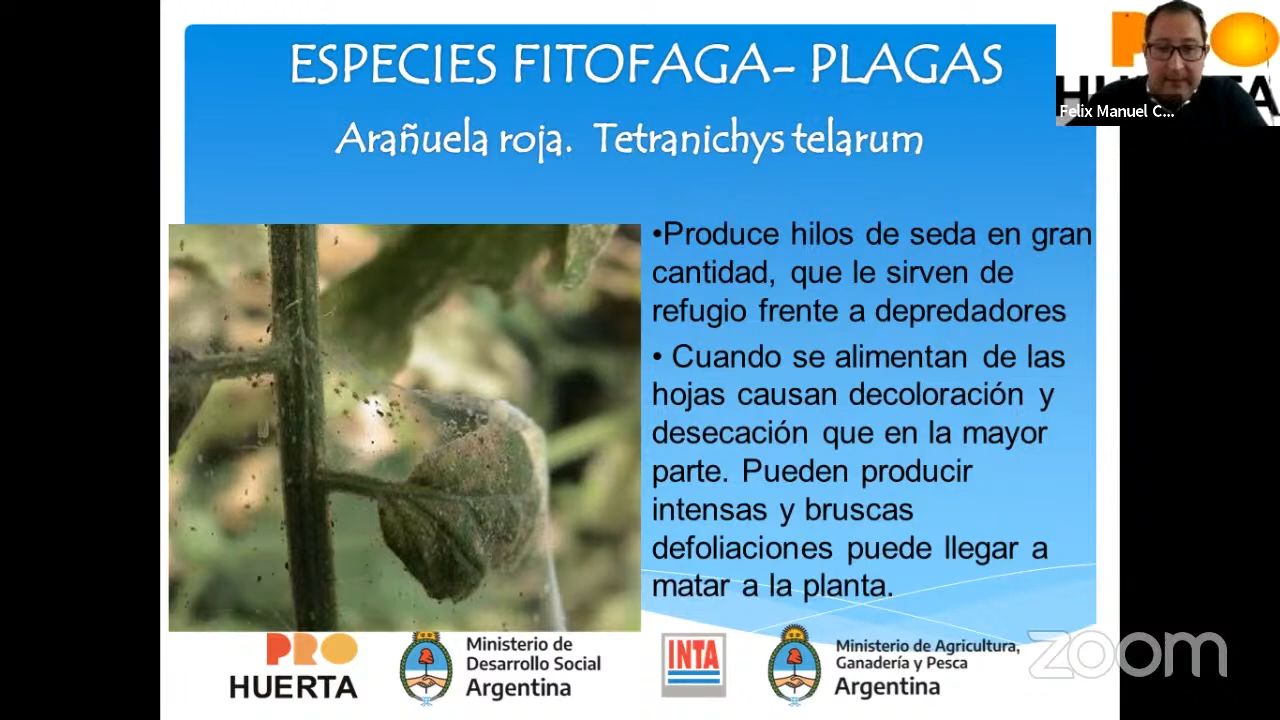 ESPECIES FITOFAGA- PLAGAS
Arañuela roja. Tetranichys telarum
•Produce hilos de seda en gran
cantidad, que le sirven de
refugio frente a depredadores
• Cuando se alimentan de las
hojas causan decoloración y
desecación que en la mayor
parte. Pueden producir
intensas y bruscas
defoliaciones puede llegar a
matar a la planta.
PRO
HUERTA
Felix Manuel C...
PRO
HUERTA
Ministerio de
Desarrollo Social
Argentina
INTA
Ministerio de Agricultura,
Ganadería y Pesca
Argentina
zoom